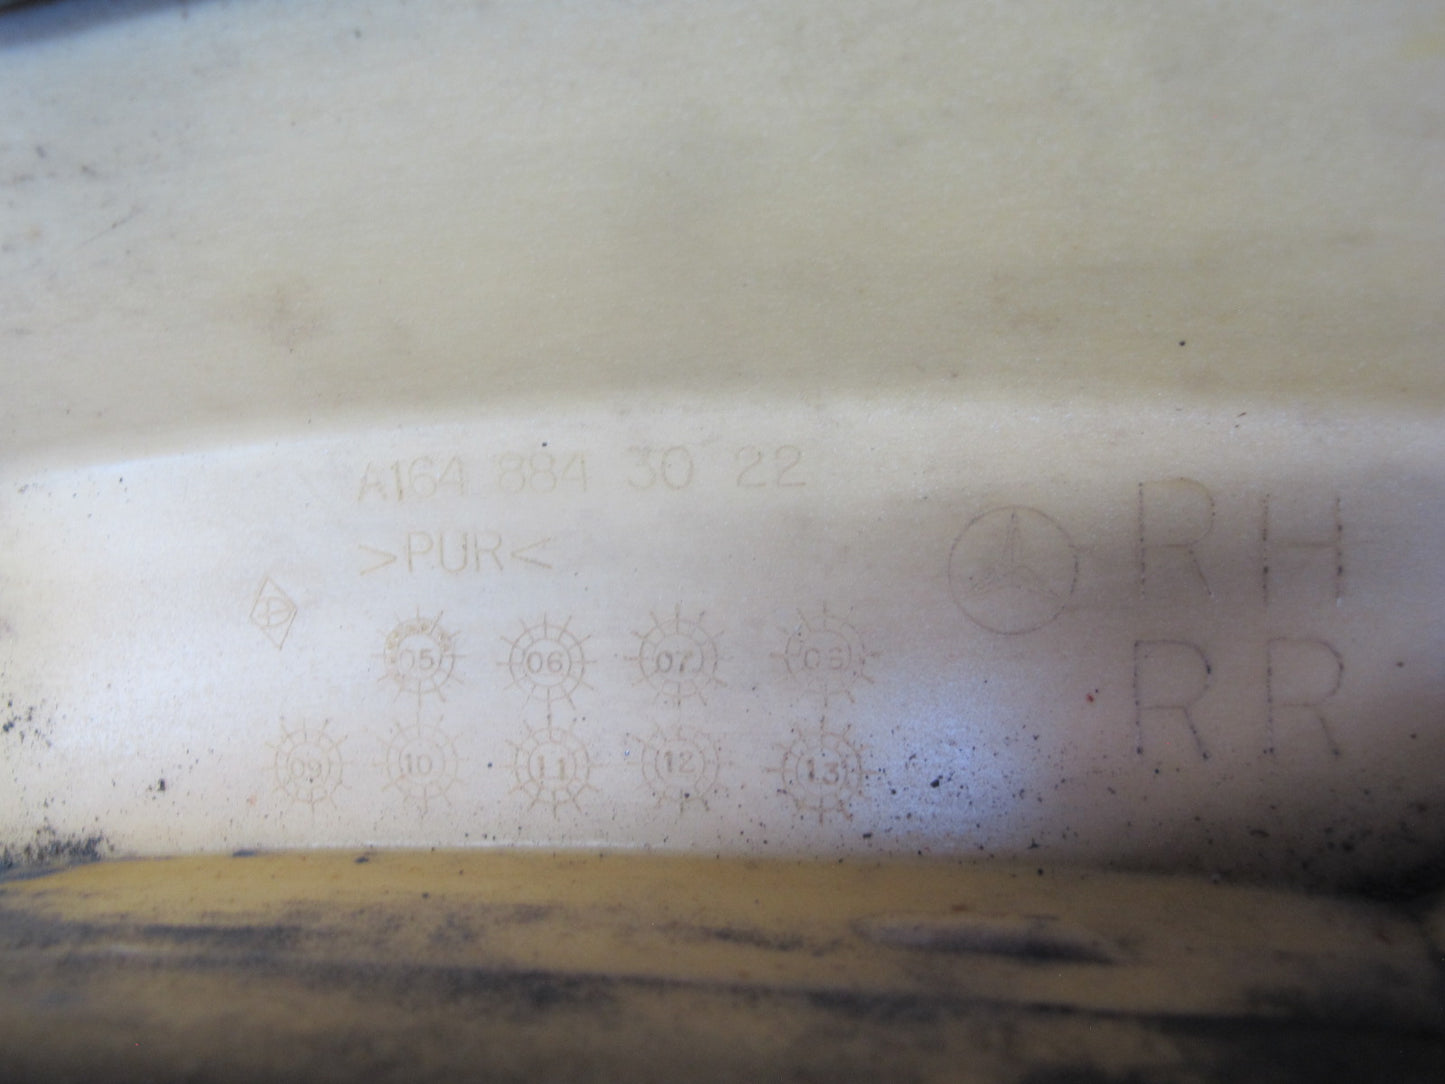 A164 884 30 22
>PUR<
RH
RR
05 06 07 08
09 10 11 12 13